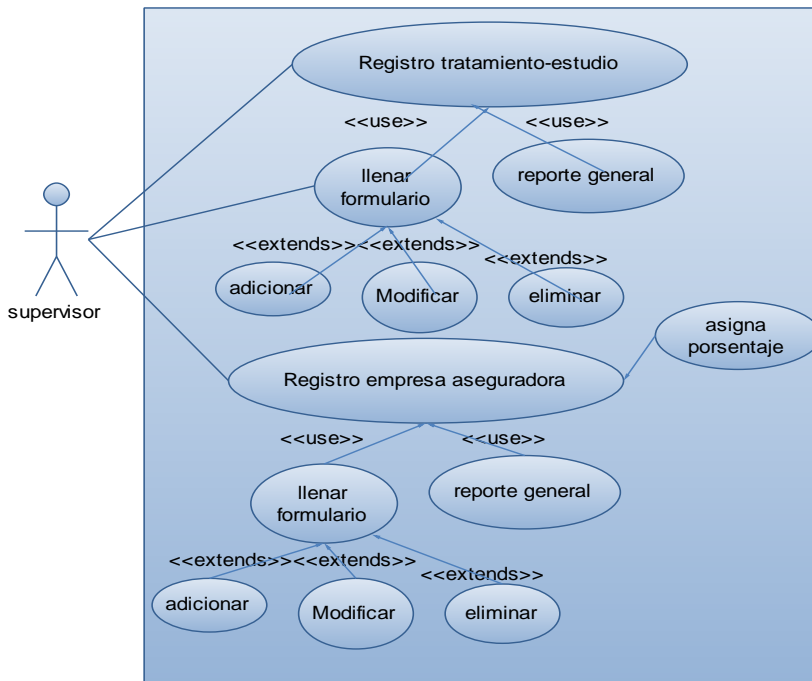 Registro tratamiento-estudio
<<use>>
<<use>>
llenar
formulario
reporte general
<<extends>>
<<extends>>
<<extends>>
adicionar
Modificar
eliminar
supervisor
asigna
porsentaje
Registro empresa aseguradora
<<use>>
<<use>>
llenar
formulario
reporte general
<<extends>>
<<extends>>
<<extends>>
adicionar
Modificar
eliminar